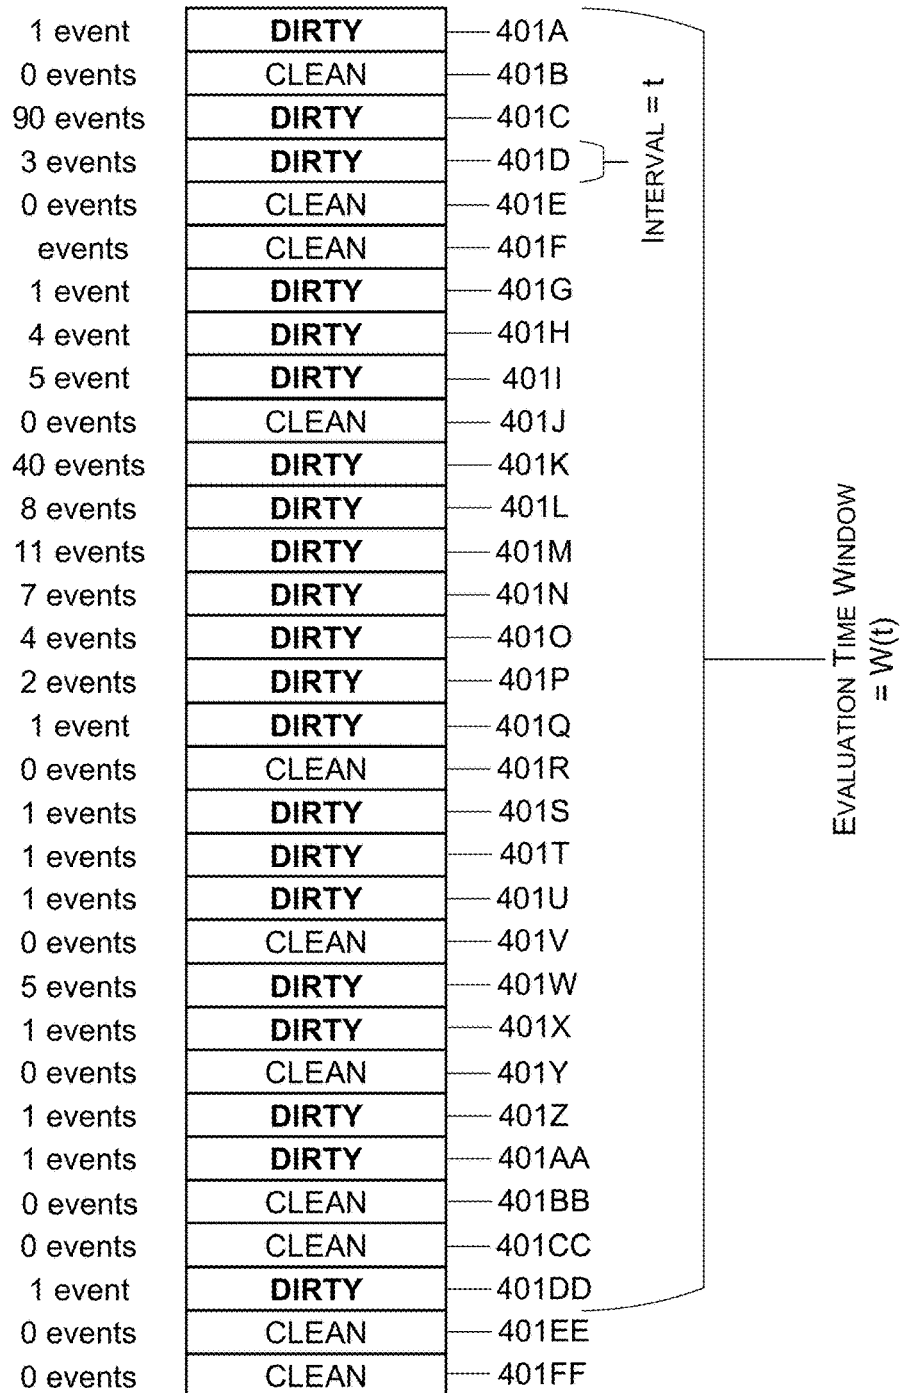 1 event DIRTY 401A
0 events CLEAN 401B
90 events DIRTY 401C
3 events DIRTY 401D
0 events CLEAN 401E
events CLEAN 401F
1 event DIRTY 401G
4 event DIRTY 401H
5 event DIRTY 401I
0 events CLEAN 401J
40 events DIRTY 401K
8 events DIRTY 401L
11 events DIRTY 401M
7 events DIRTY 401N
4 events DIRTY 401O
2 events DIRTY 401P
1 event DIRTY 401Q
0 events CLEAN 401R
1 events DIRTY 401S
1 events DIRTY 401T
1 events DIRTY 401U
0 events CLEAN 401V
5 events DIRTY 401W
1 events DIRTY 401X
0 events CLEAN 401Y
1 events DIRTY 401Z
1 events DIRTY 401AA
0 events CLEAN 401BB
0 events CLEAN 401CC
1 event DIRTY 401DD
0 events CLEAN 401EE
0 events CLEAN 401FF
INTERVAL = t
EVALUATION TIME WINDOW
= W(t)